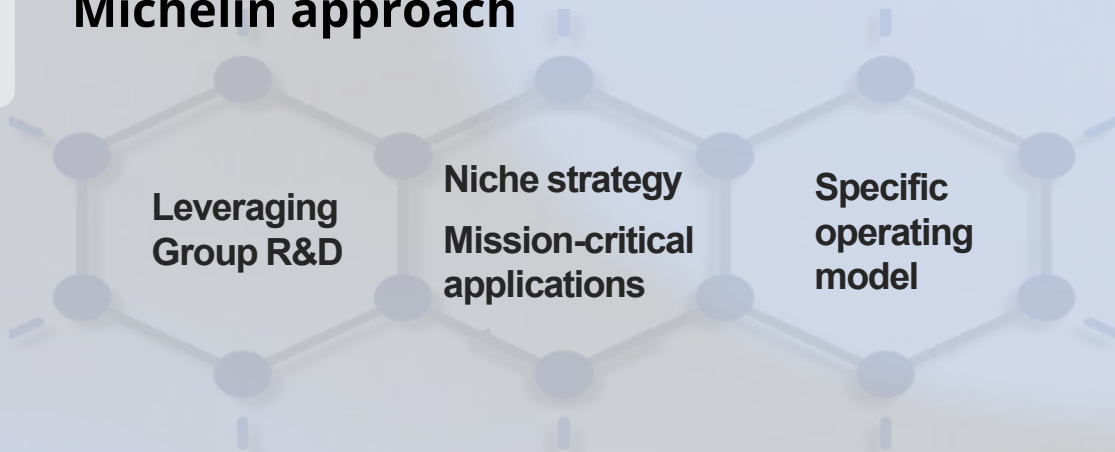 Michelin approach
Leveraging
Group R&D
Niche strategy
Mission-critical
applications
Specific
operating
model